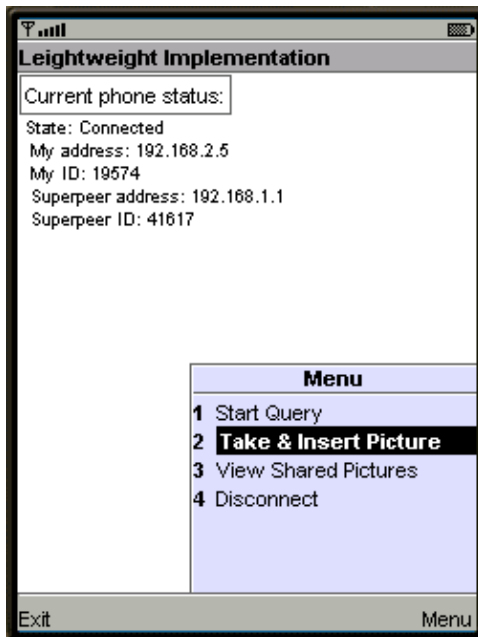 Leightweight Implementation
Current phone status:
State: Connected
My address: 192.168.2.5
My ID: 19574
Superpeer address: 192.168.1.1
Superpeer ID: 41617
Menu
1 Start Query
2 Take & Insert Picture
3 View Shared Pictures
4 Disconnect
Exit Menu